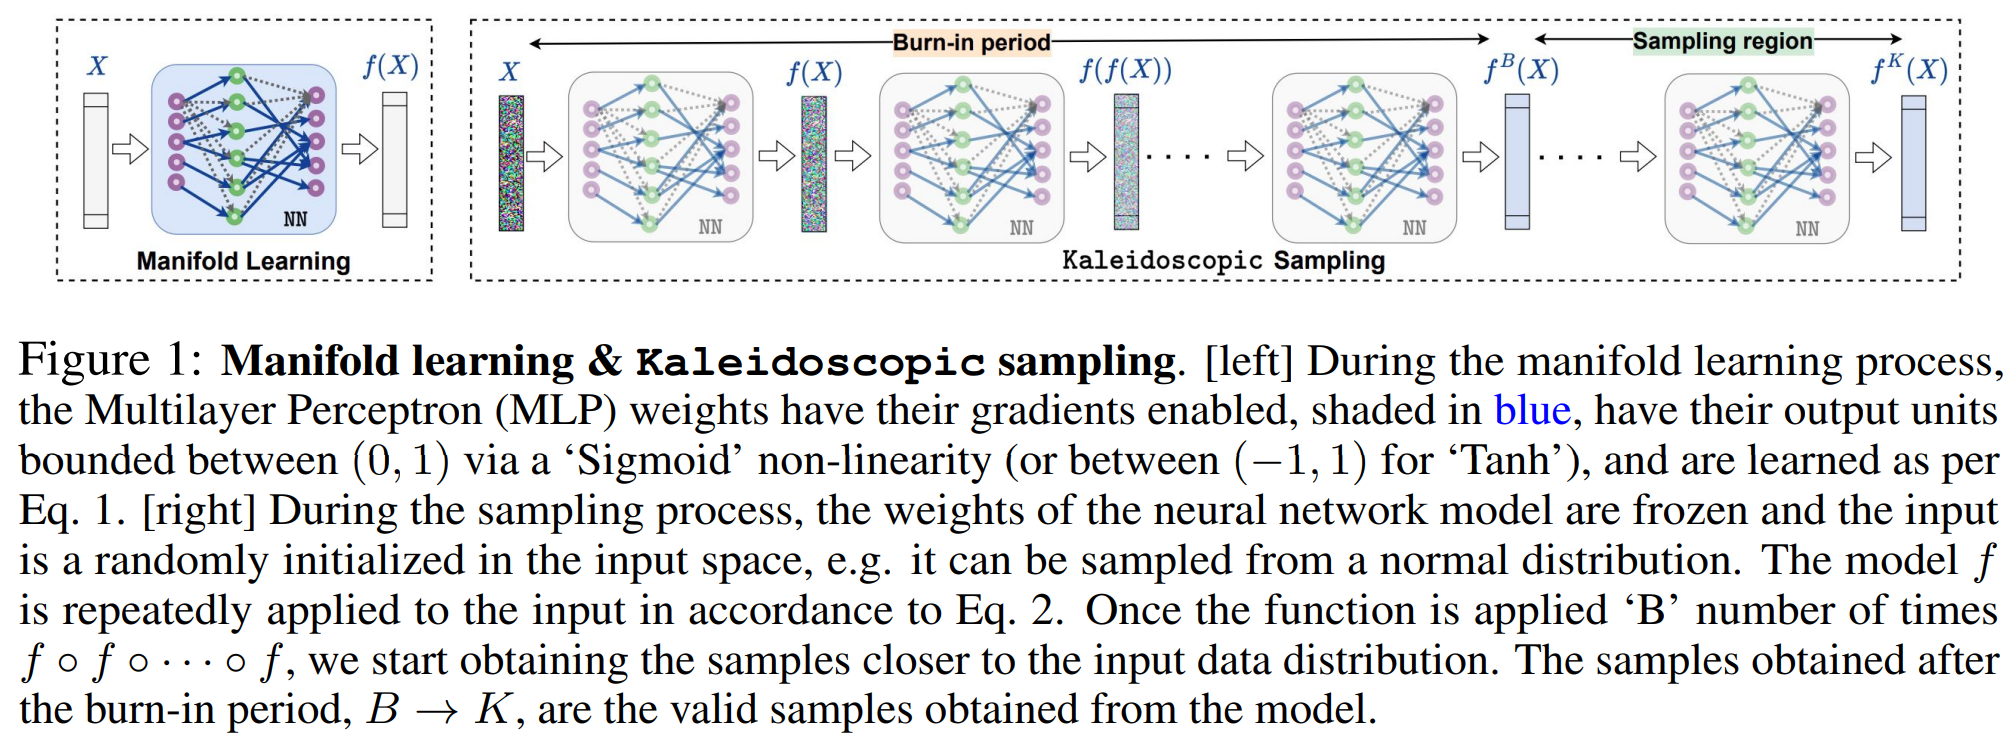 X
f(X)
NN
Manifold Learning
Burn-in period
Sampling region
X
f(X)
f(f(X))
f^B(X)
f^K(X)
NN
NN
NN
NN
Kaleidoscopic Sampling
Figure 1: Manifold learning & Kaleidoscopic sampling. [left] During the manifold learning process,
the Multilayer Perceptron (MLP) weights have their gradients enabled, shaded in blue, have their output units
bounded between (0, 1) via a ‘Sigmoid’ non-linearity (or between (−1, 1) for ‘Tanh’), and are learned as per
Eq. 1. [right] During the sampling process, the weights of the neural network model are frozen and the input
is a randomly initialized in the input space, e.g. it can be sampled from a normal distribution. The model f
is repeatedly applied to the input in accordance to Eq. 2. Once the function is applied ‘B’ number of times
f ∘ f ∘ ⋯ ∘ f, we start obtaining the samples closer to the input data distribution. The samples obtained after
the burn-in period, B → K, are the valid samples obtained from the model.